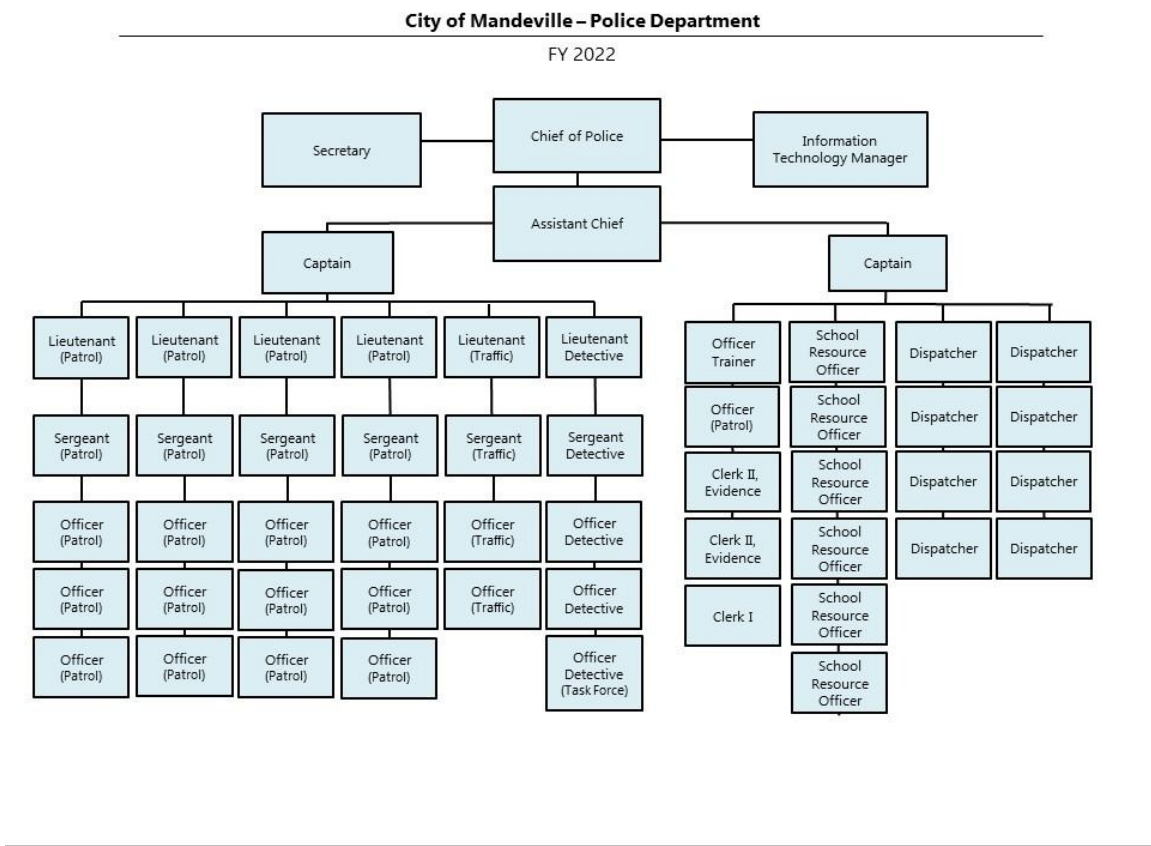 City of Mandeville – Police Department
FY 2022
Secretary
Chief of Police
Information
Technology Manager
Assistant Chief
Captain
Captain
Lieutenant
(Patrol)
Lieutenant
(Patrol)
Lieutenant
(Patrol)
Lieutenant
(Patrol)
Lieutenant
(Traffic)
Lieutenant
Detective
Sergeant
(Patrol)
Sergeant
(Patrol)
Sergeant
(Patrol)
Sergeant
(Patrol)
Sergeant
(Traffic)
Sergeant
Detective
Officer
(Patrol)
Officer
(Patrol)
Officer
(Patrol)
Officer
(Patrol)
Officer
(Traffic)
Officer
Detective
Officer
(Patrol)
Officer
(Patrol)
Officer
(Patrol)
Officer
(Patrol)
Officer
(Traffic)
Officer
Detective
Officer
(Patrol)
Officer
(Patrol)
Officer
(Patrol)
Officer
(Patrol)
Officer
Detective
(Task Force)
Officer
Trainer
School
Resource
Officer
Dispatcher
Dispatcher
Officer
(Patrol)
School
Resource
Officer
Dispatcher
Dispatcher
Clerk II,
Evidence
School
Resource
Officer
Dispatcher
Dispatcher
Clerk II,
Evidence
School
Resource
Officer
Dispatcher
Dispatcher
Clerk I
School
Resource
Officer
School
Resource
Officer